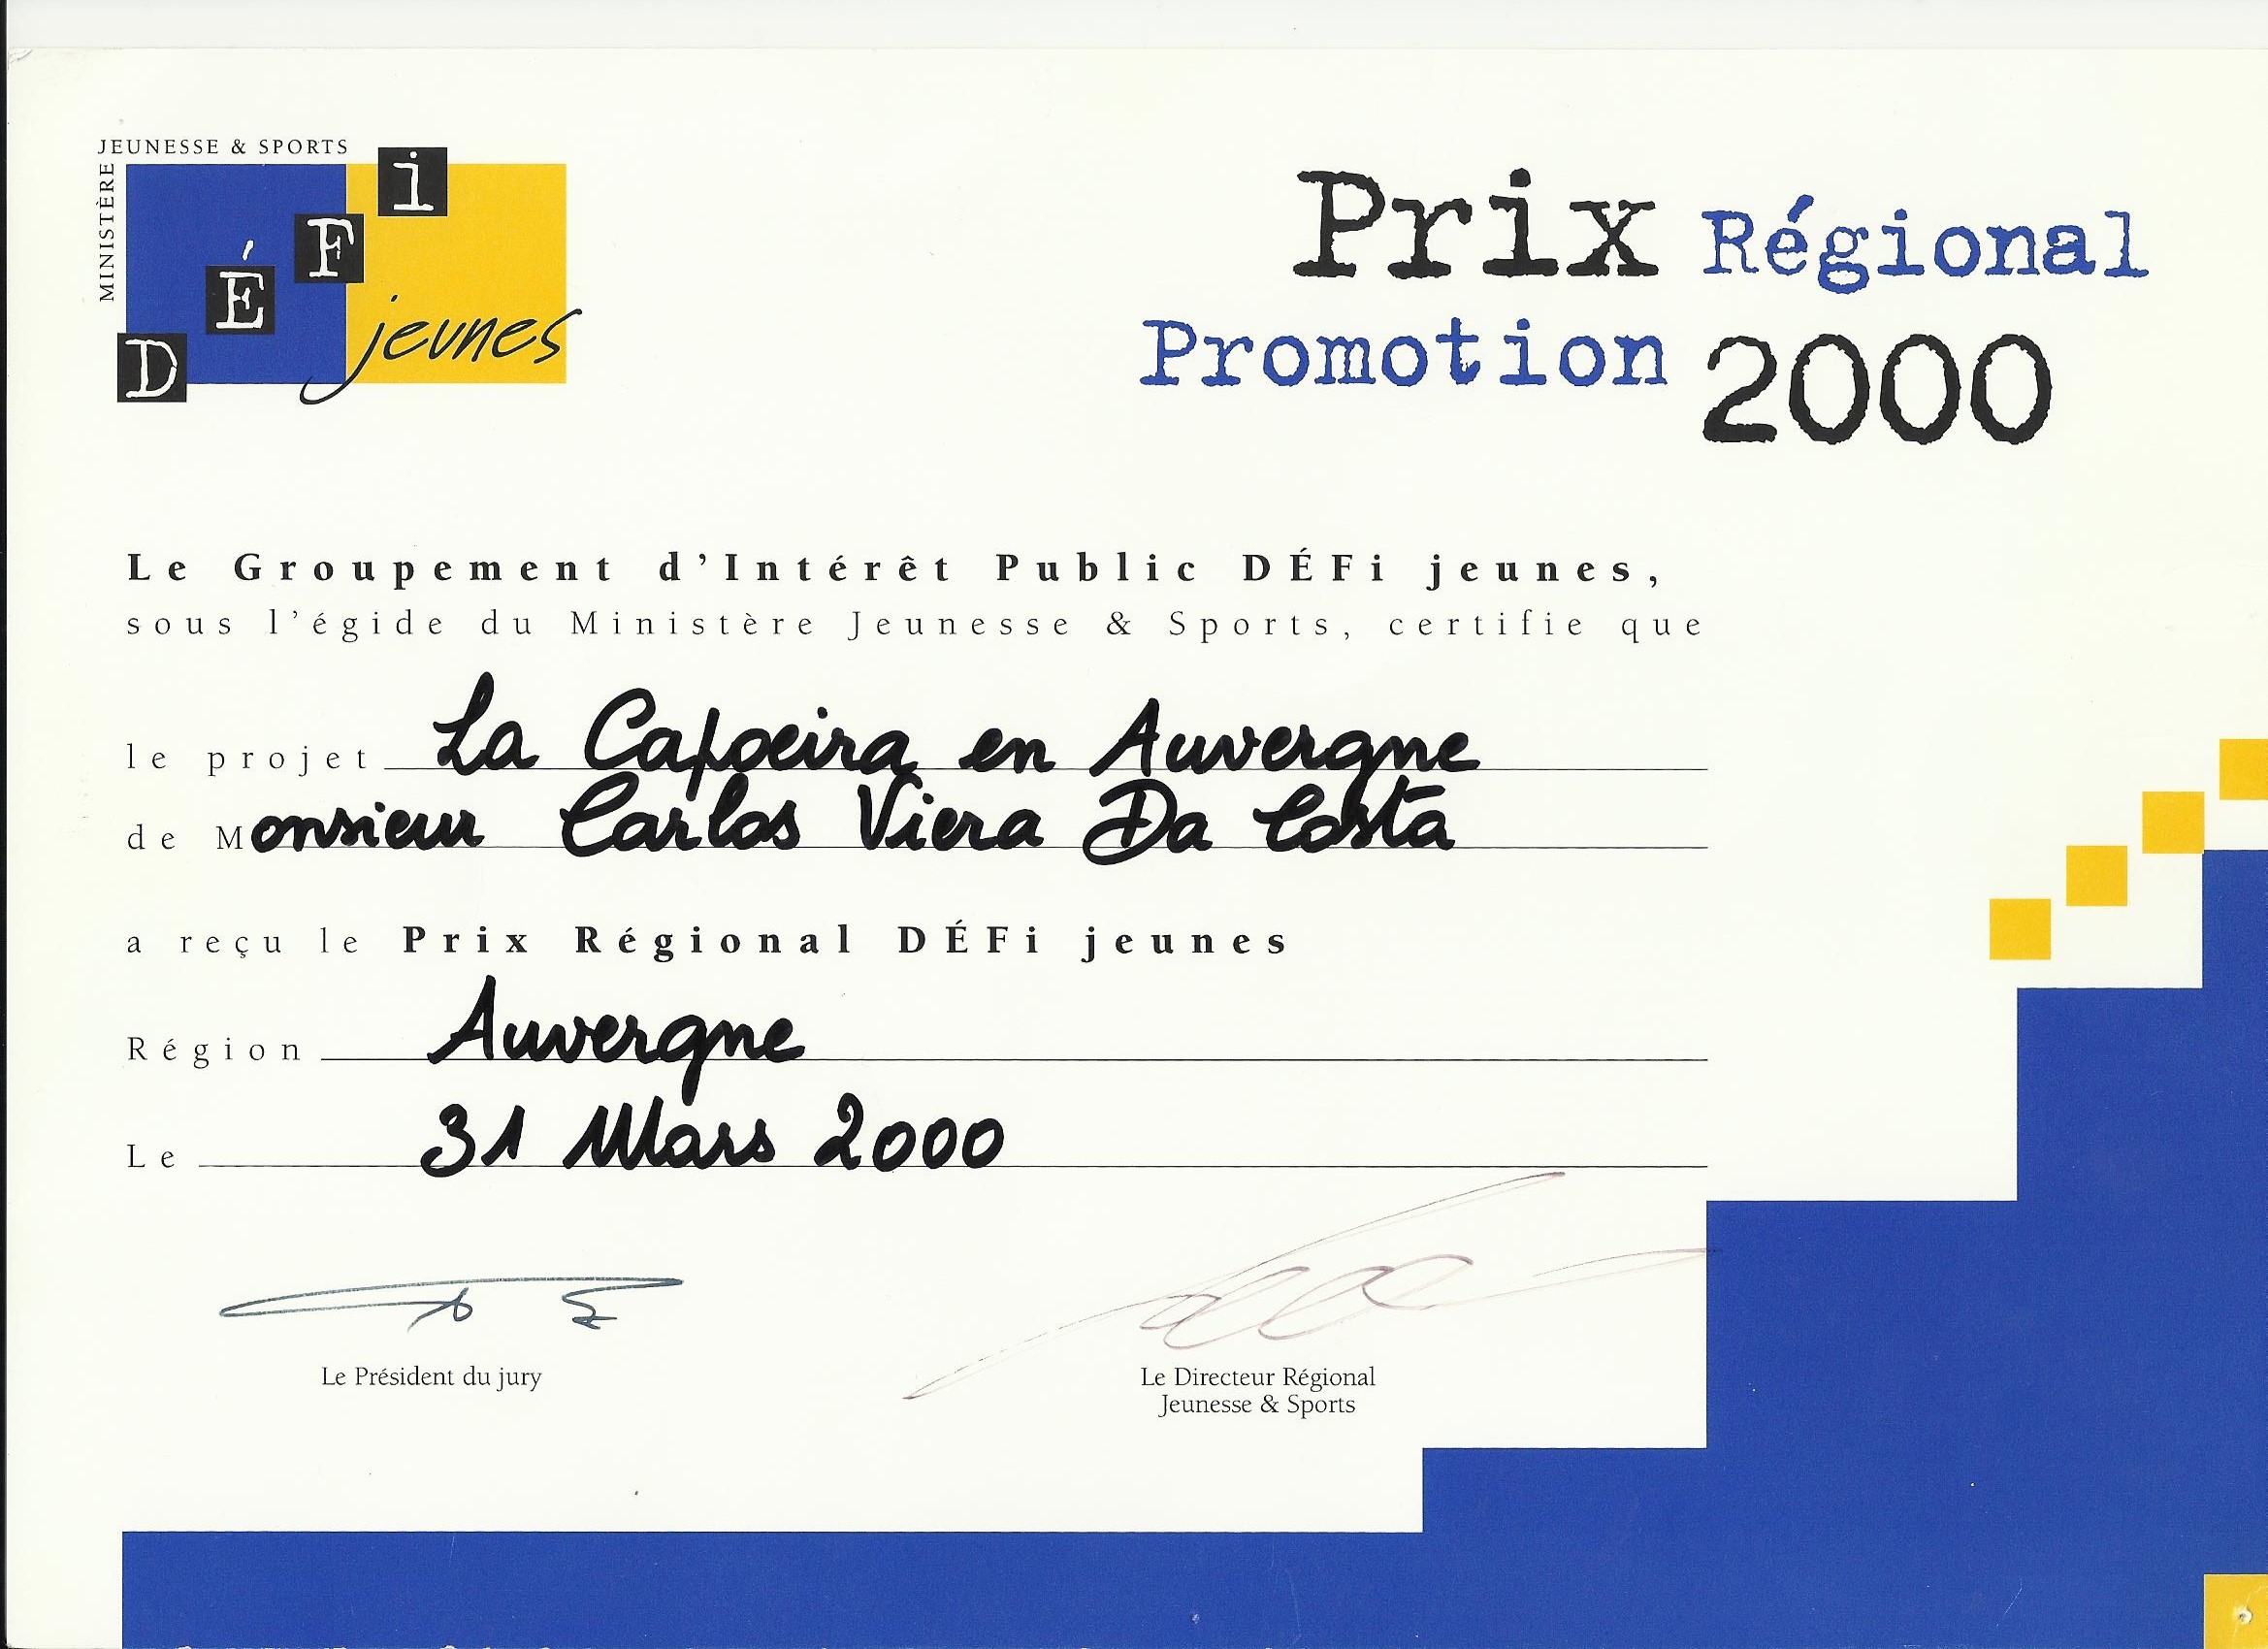 JEUNESSE & SPORTS
MINISTÈRE
DÉFi
jeunes
Prix Régional
Promotion 2000
Le Groupement d'Intérêt Public DÉFi jeunes,
sous l'égide du Ministère Jeunesse & Sports, certifie que
le projet La Capoeira en Auvergne
de Monsieur Carlos Viera Da Costa
a reçu le Prix Régional DÉFi jeunes
Région Auvergne
Le 31 Mars 2000
Le Président du jury
Le Directeur Régional
Jeunesse & Sports